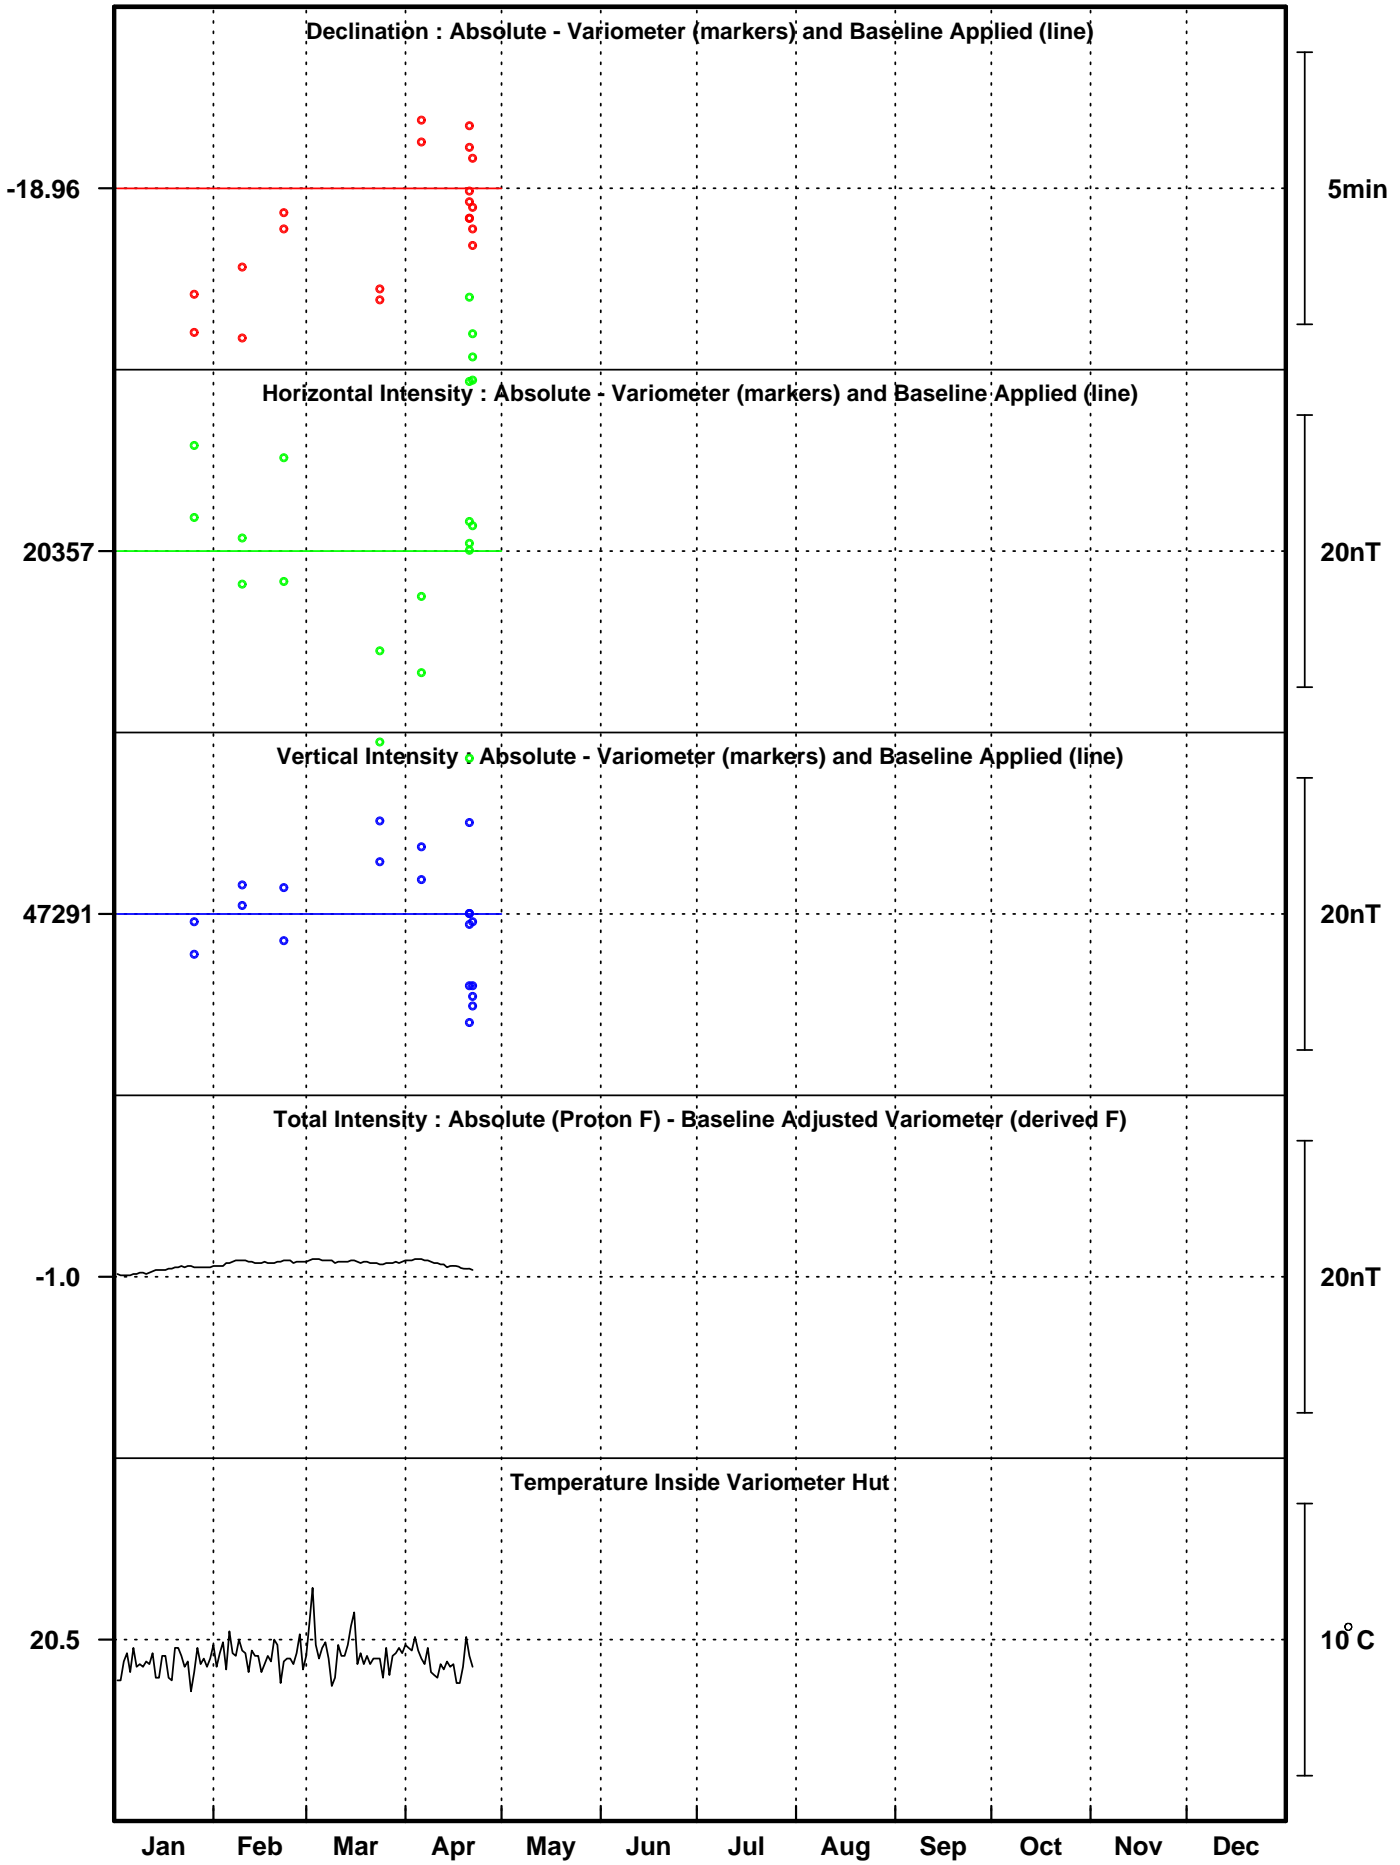 Declination : Absolute - Variometer (markers) and Baseline Applied (line)
-18.96
5min
Horizontal Intensity : Absolute - Variometer (markers) and Baseline Applied (line)
20357
20nT
Vertical Intensity : Absolute - Variometer (markers) and Baseline Applied (line)
47291
20nT
Total Intensity : Absolute (Proton F) - Baseline Adjusted Variometer (derived F)
-1.0
20nT
Temperature Inside Variometer Hut
20.5
10°C
Jan Feb Mar Apr May Jun Jul Aug Sep Oct Nov Dec